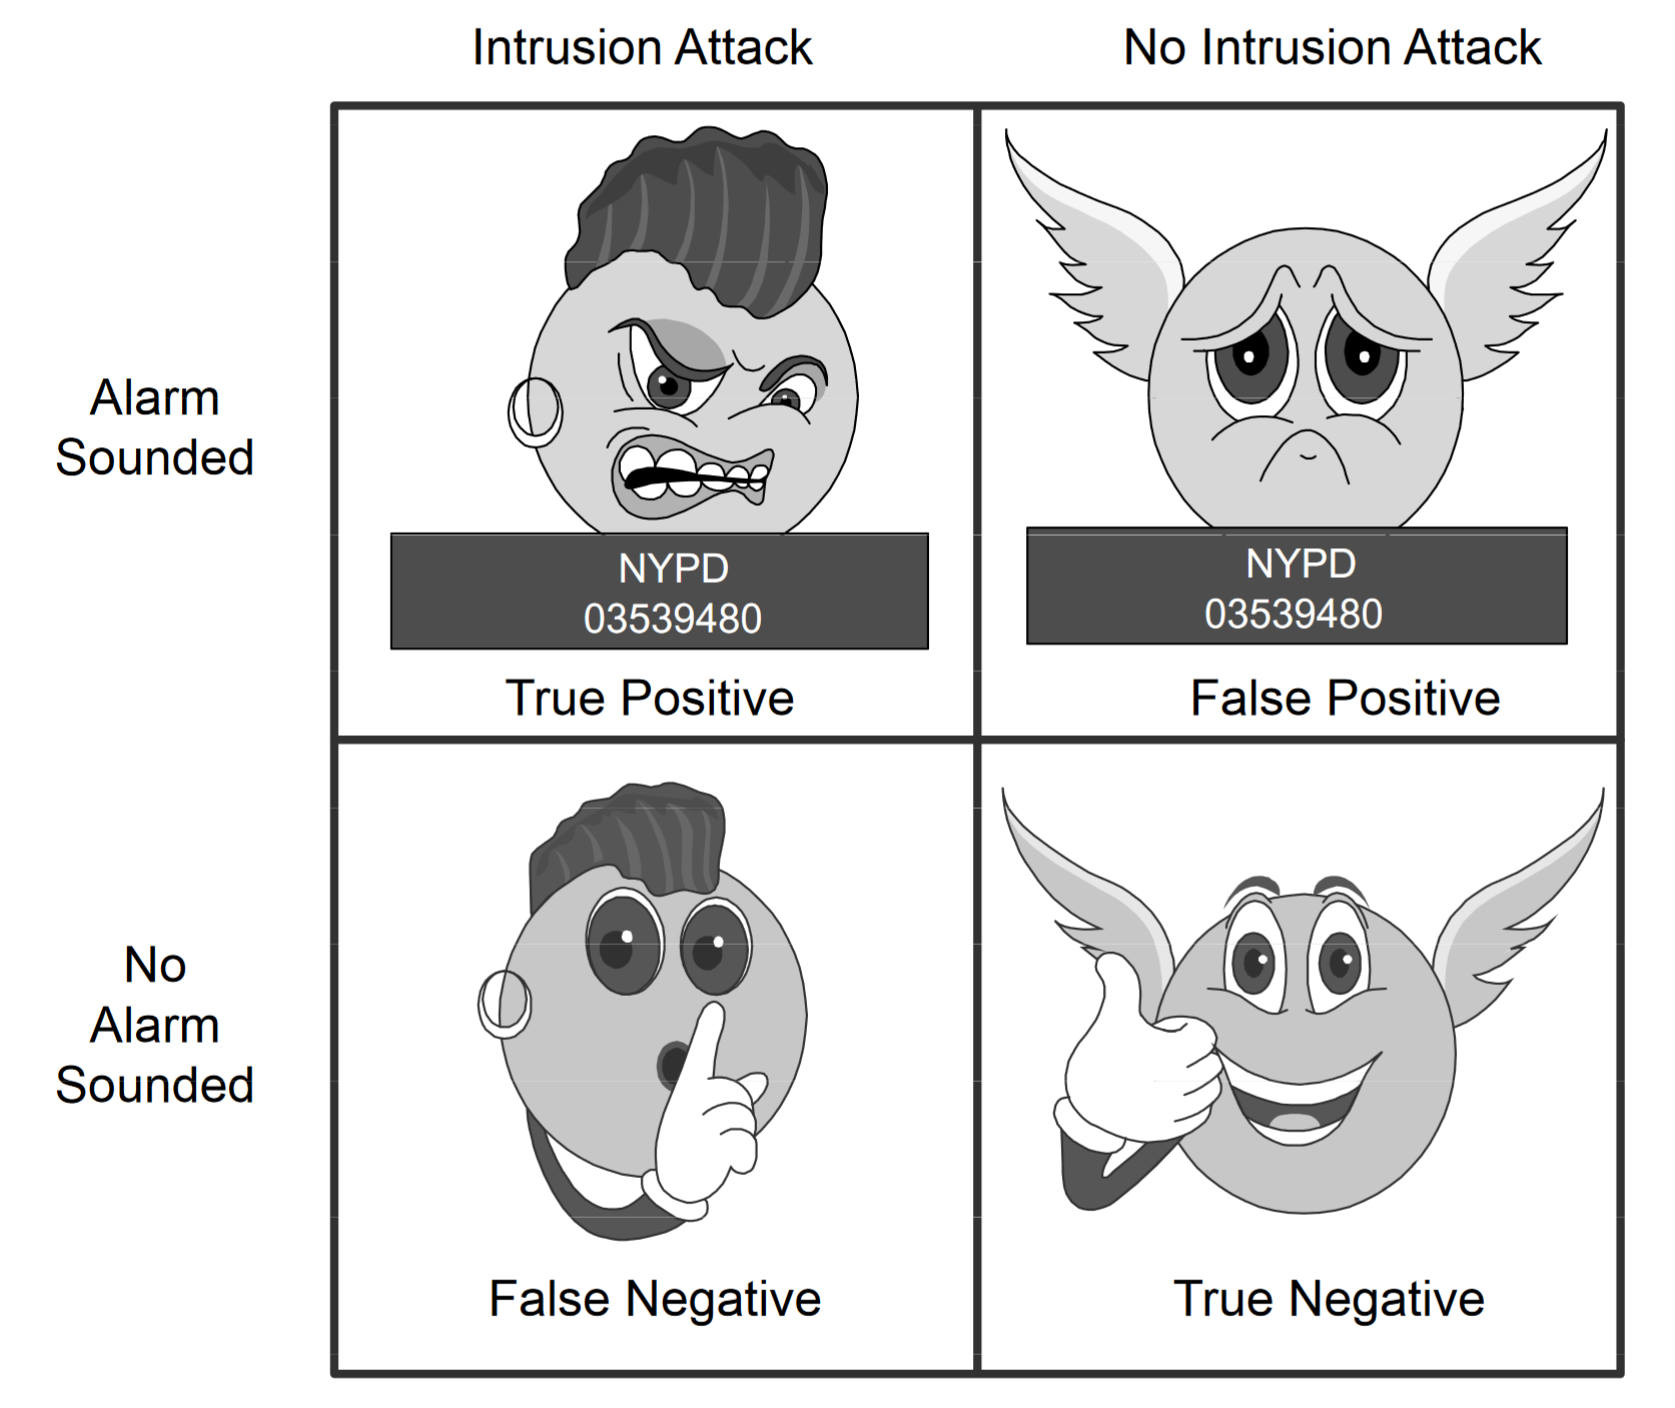 Intrusion Attack
No Intrusion Attack
Alarm
Sounded
NYPD
03539480
True Positive
NYPD
03539480
False Positive
No
Alarm
Sounded
False Negative
True Negative